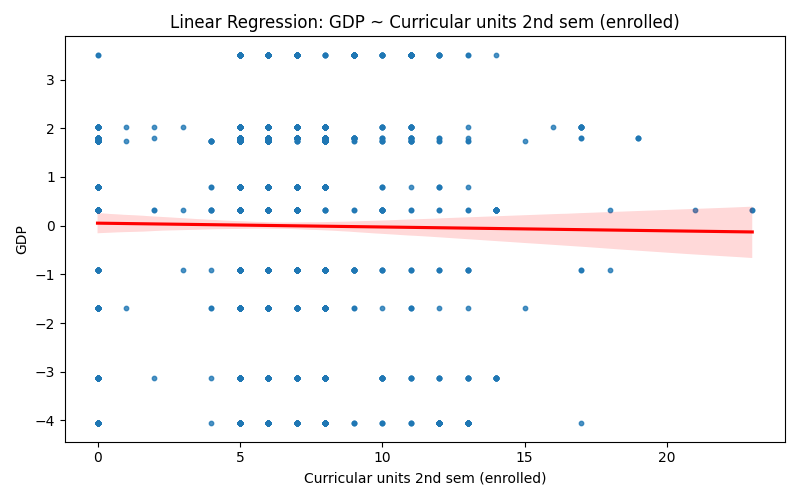 Linear Regression: GDP ~ Curricular units 2nd sem (enrolled)
3
2
1
0
−1
−2
−3
−4
GDP
0 5 10 15 20
Curricular units 2nd sem (enrolled)